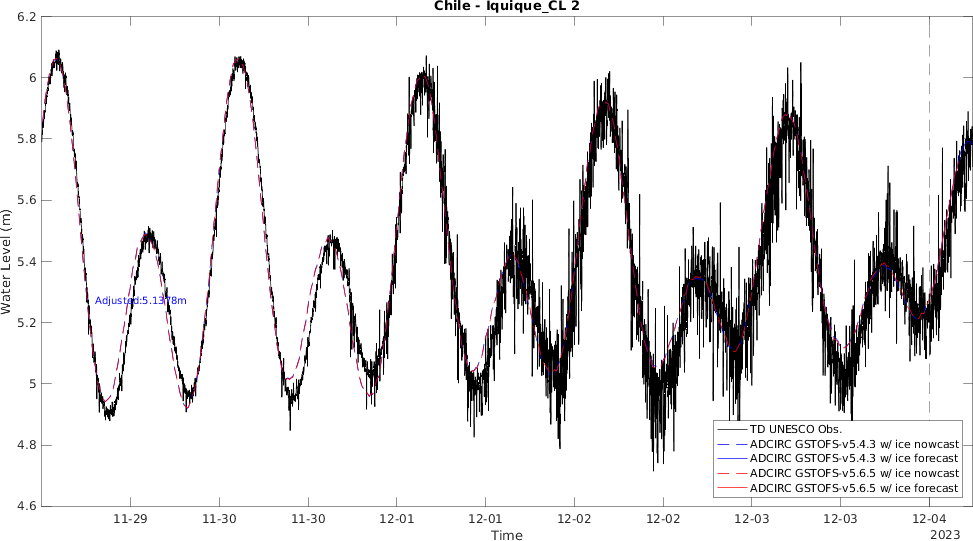 Chile - Iquique_CL 2
6.2
6
5.8
5.6
5.4
5.2
5
4.8
4.6
Water Level (m)
Adjusted:5.1378m
TD UNESCO Obs.
ADCIRC GSTOFS-v5.4.3 w/ ice nowcast
ADCIRC GSTOFS-v5.4.3 w/ ice forecast
ADCIRC GSTOFS-v5.6.5 w/ ice nowcast
ADCIRC GSTOFS-v5.6.5 w/ ice forecast
11-29 11-30 11-30 12-01 12-01 12-02 12-02 12-03 12-03 12-04
Time
2023